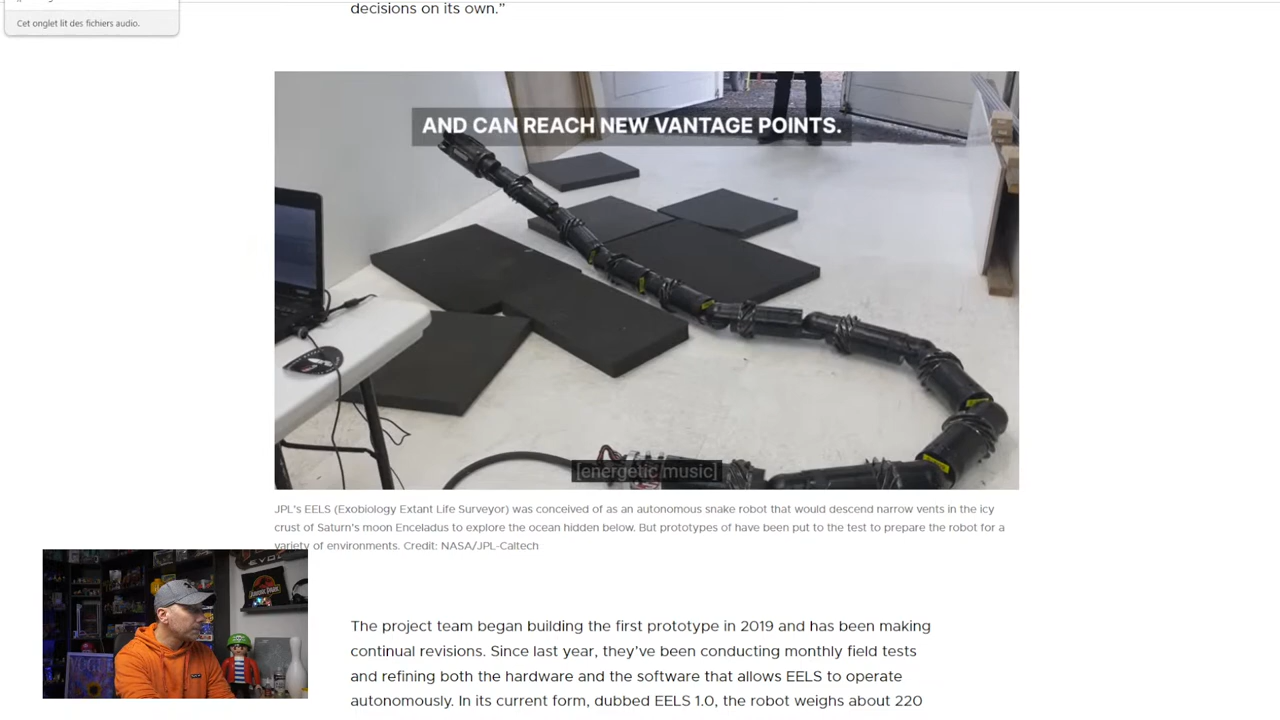 decisions on its own.”
Cet onglet lit des fichiers audio.
AND CAN REACH NEW VANTAGE POINTS.
[energetic music]
JPL's EELS (Exobiology Extant Life Surveyor) was conceived of as an autonomous snake robot that would descend narrow vents in the icy
crust of Saturn's moon Enceladus to explore the ocean hidden below. But prototypes of have been put to the test to prepare the robot for a
variety of environments. Credit: NASA/JPL-Caltech
The project team began building the first prototype in 2019 and has been making
continual revisions. Since last year, they’ve been conducting monthly field tests
and refining both the hardware and the software that allows EELS to operate
autonomously. In its current form, dubbed EELS 1.0, the robot weighs about 220